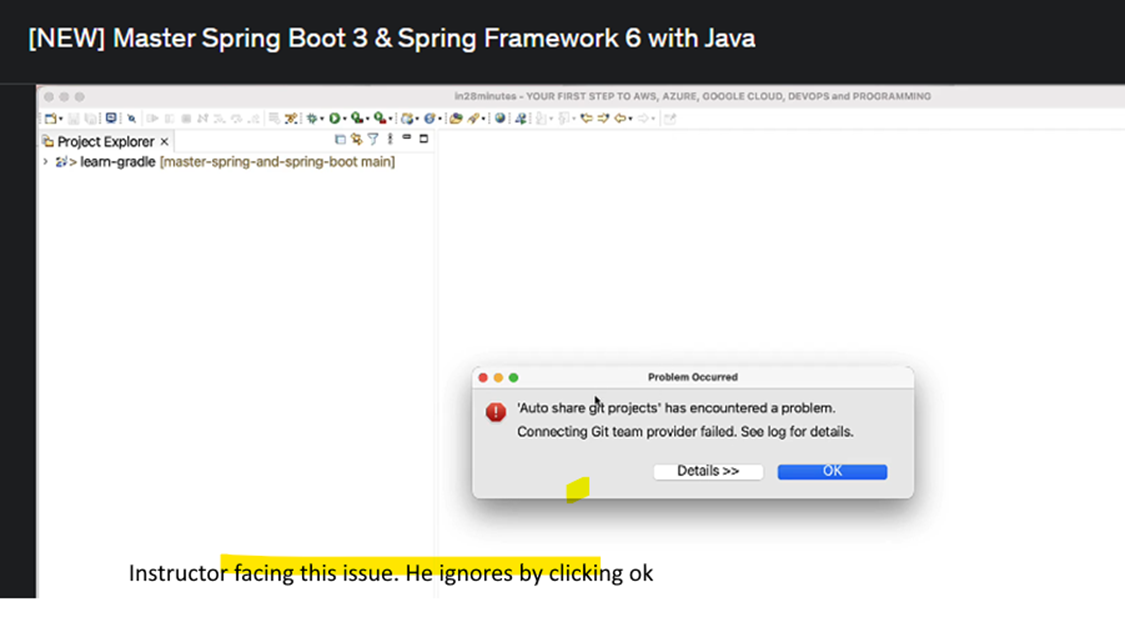 [NEW] Master Spring Boot 3 & Spring Framework 6 with Java
in28minutes - YOUR FIRST STEP TO AWS, AZURE, GOOGLE CLOUD, DEVOPS and PROGRAMMING
Project Explorer ×
> learn-gradle [master-spring-and-spring-boot main]
Problem Occurred
'Auto share git projects' has encountered a problem.
Connecting Git team provider failed. See log for details.
Details >>
OK
Instructor facing this issue. He ignores by clicking ok